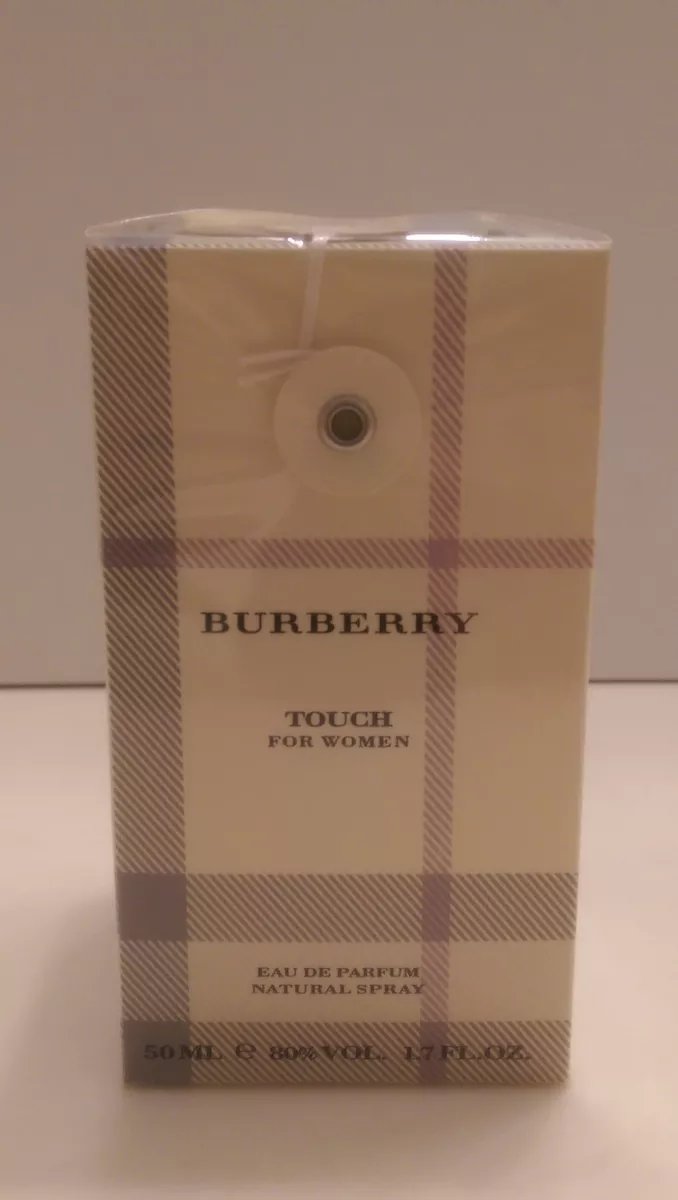 BURBERRY
TOUCH
FOR WOMEN
EAU DE PARFUM
NATURAL SPRAY
50 ML ℮ 80% VOL. 1.7 FL.OZ.